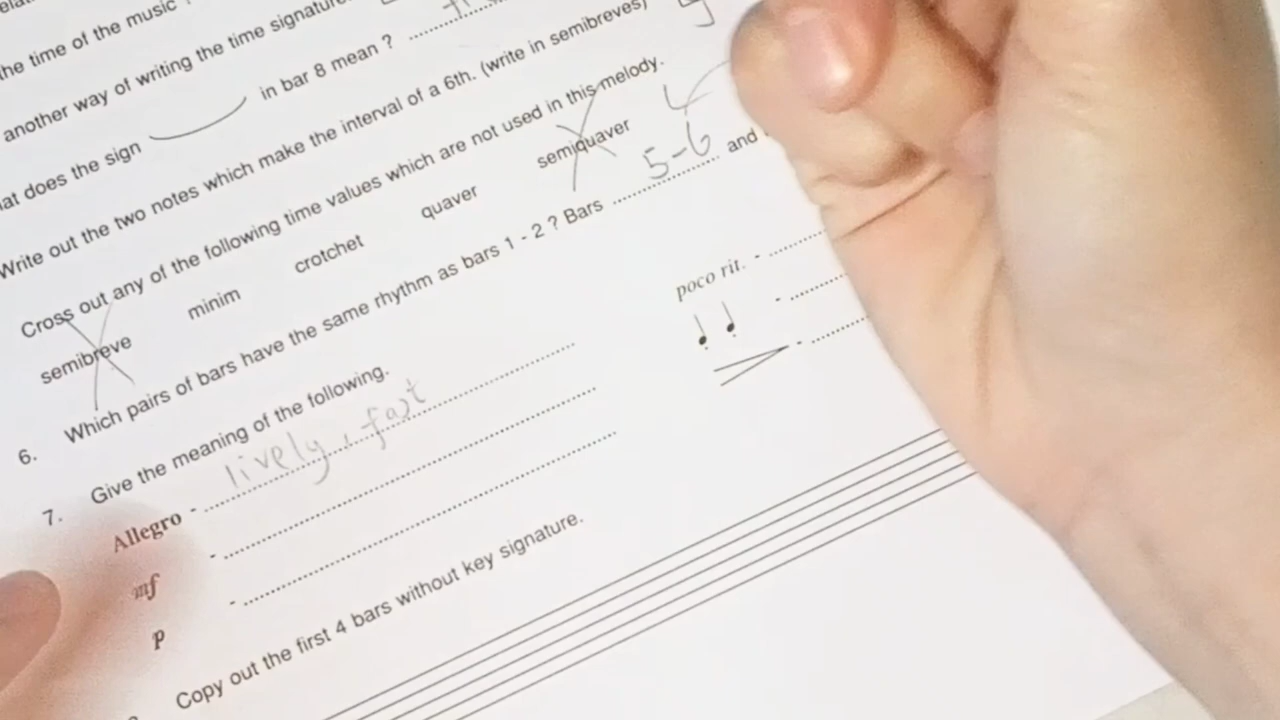 the time of the music
another way of writing the time signature
does the sign in bar 8 mean ?
Write out the two notes which make the interval of a 6th. (write in semibreves)
Cross out any of the following time values which are not used in this melody.
semibreve minim crotchet quaver semiquaver
6. Which pairs of bars have the same rhythm as bars 1 - 2 ? Bars 5-6 and
7. Give the meaning of the following.
Allegro - lively, fast poco rit. -
mf -
p -
Copy out the first 4 bars without key signature.